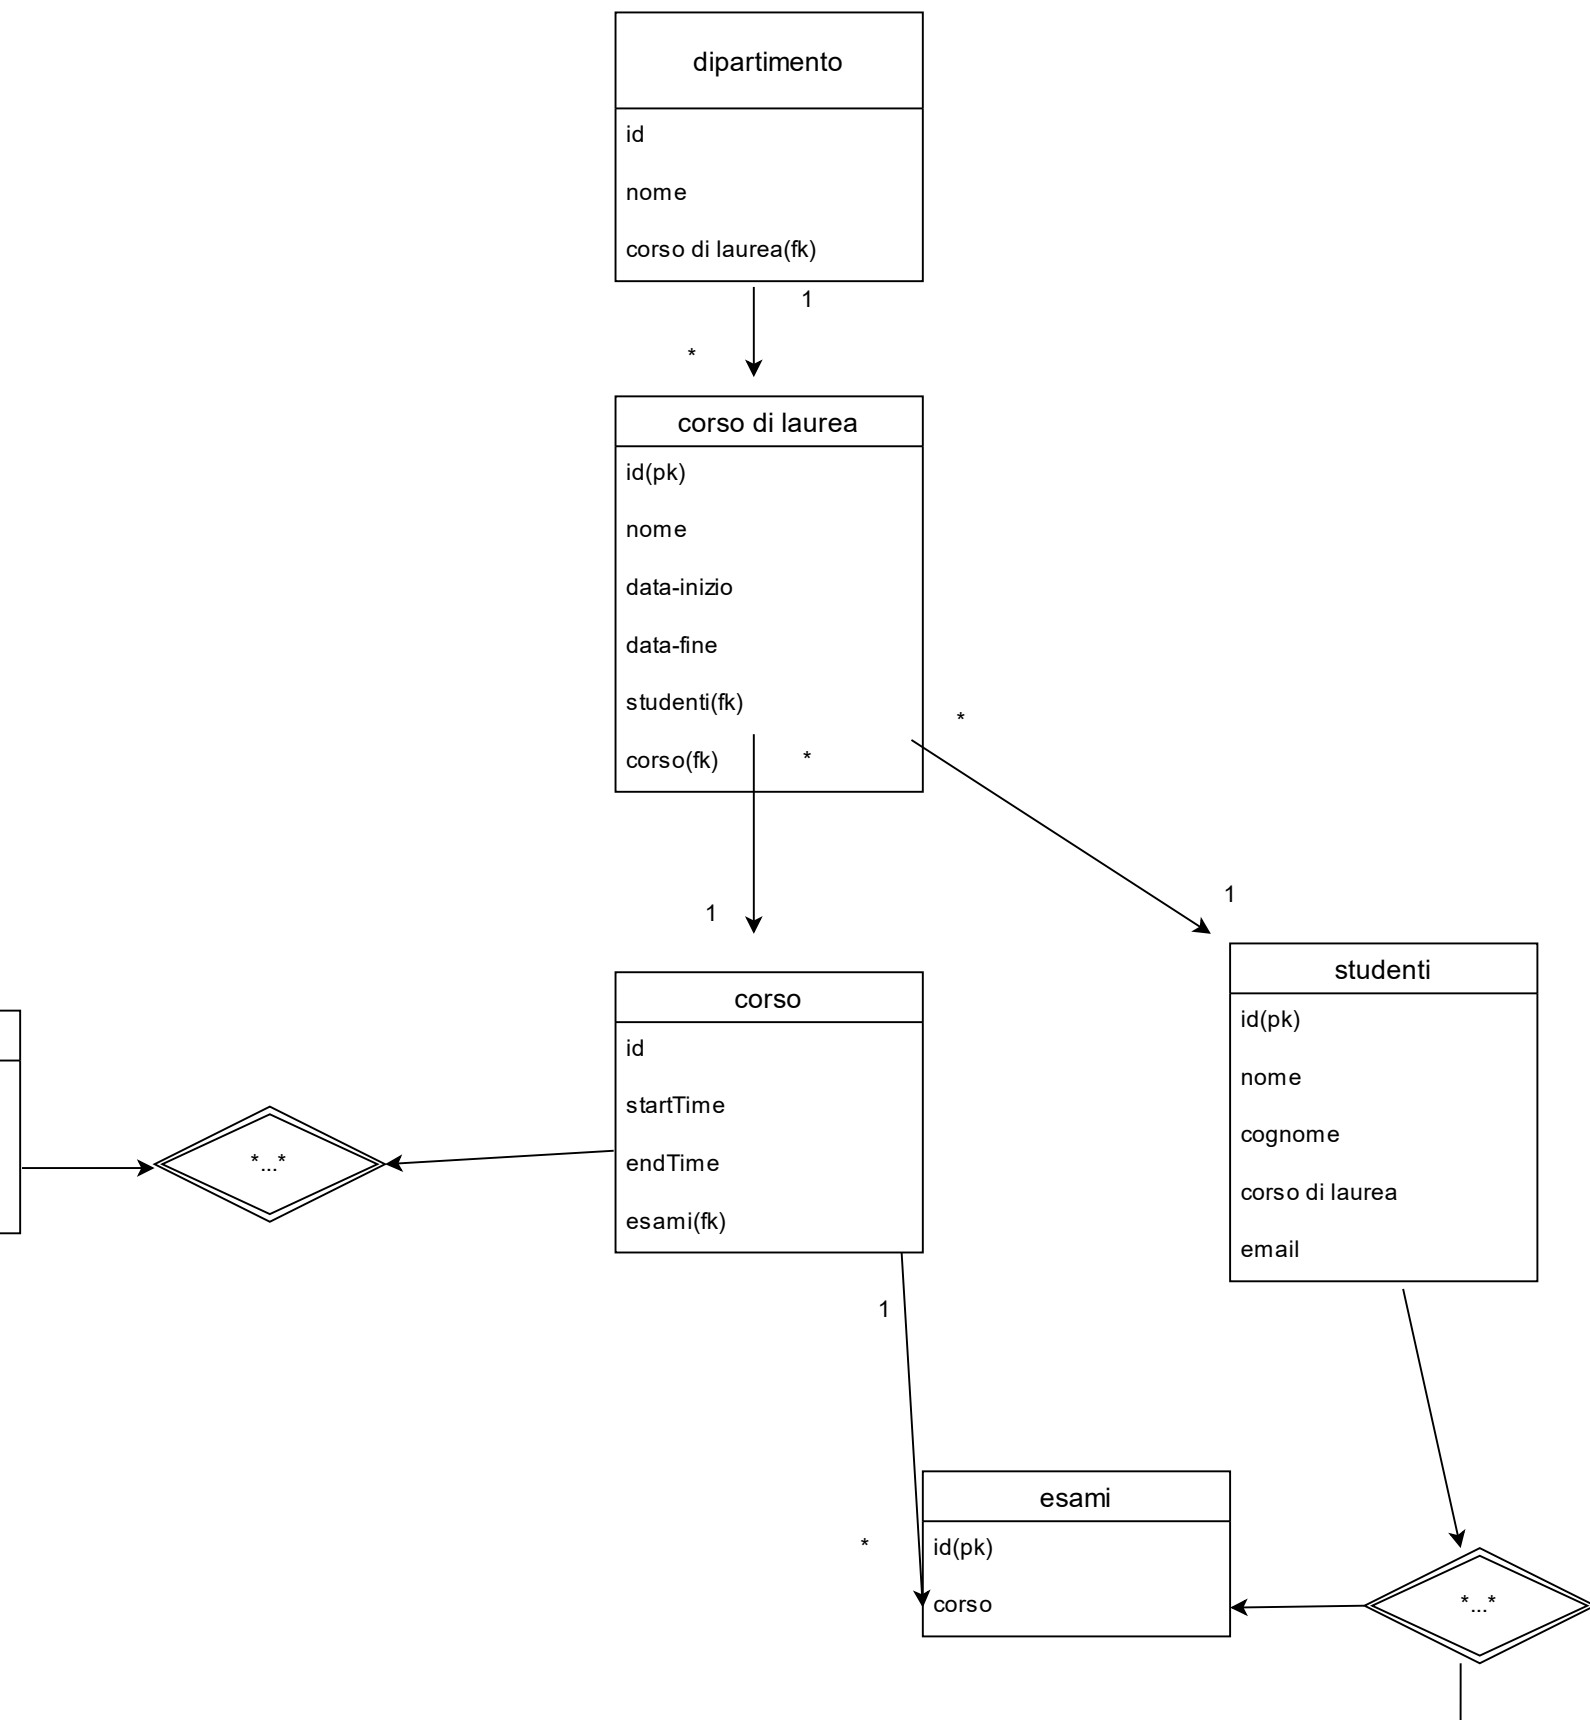 dipartimento
id
nome
corso di laurea(fk)
1
*
corso di laurea
id(pk)
nome
data-inizio
data-fine
studenti(fk)
*
corso(fk)
*
1
1
studenti
id(pk)
nome
cognome
corso di laurea
email
corso
id
startTime
endTime
esami(fk)
*...*
1
*
esami
id(pk)
corso
*...*